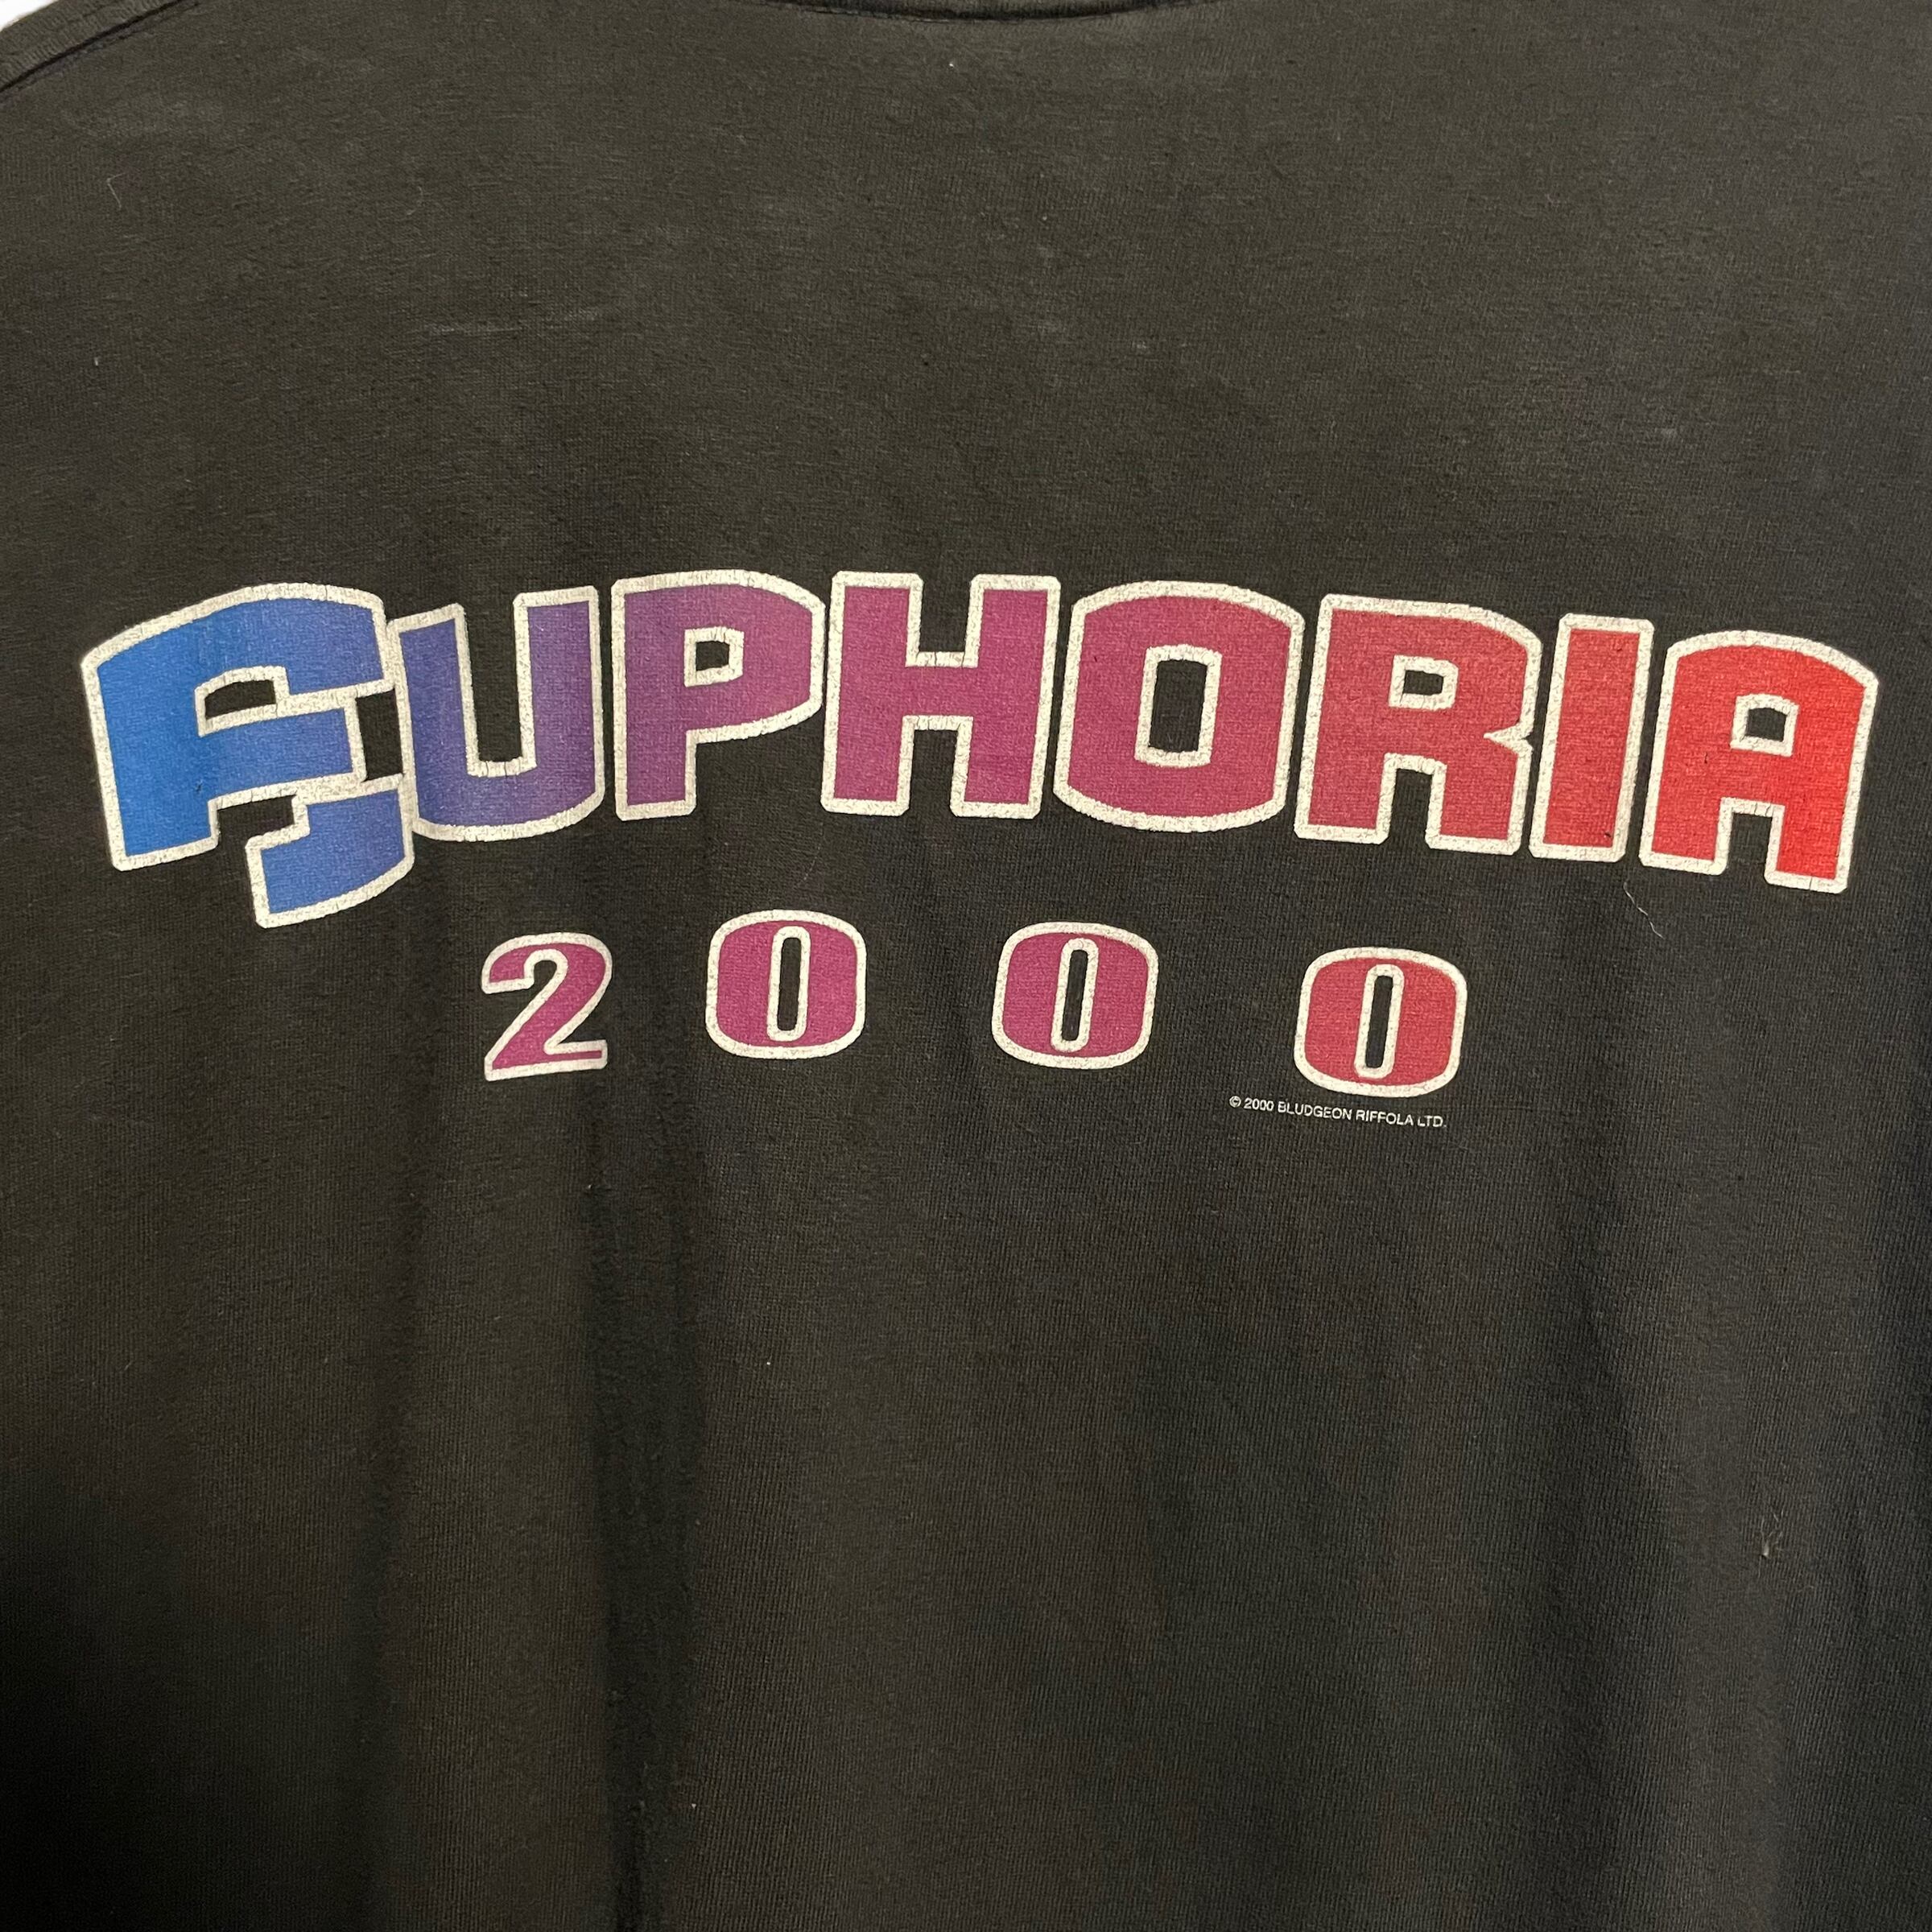 EUPHORIA
2000
© 2000 BLUDGEON RIFFOLA LTD.